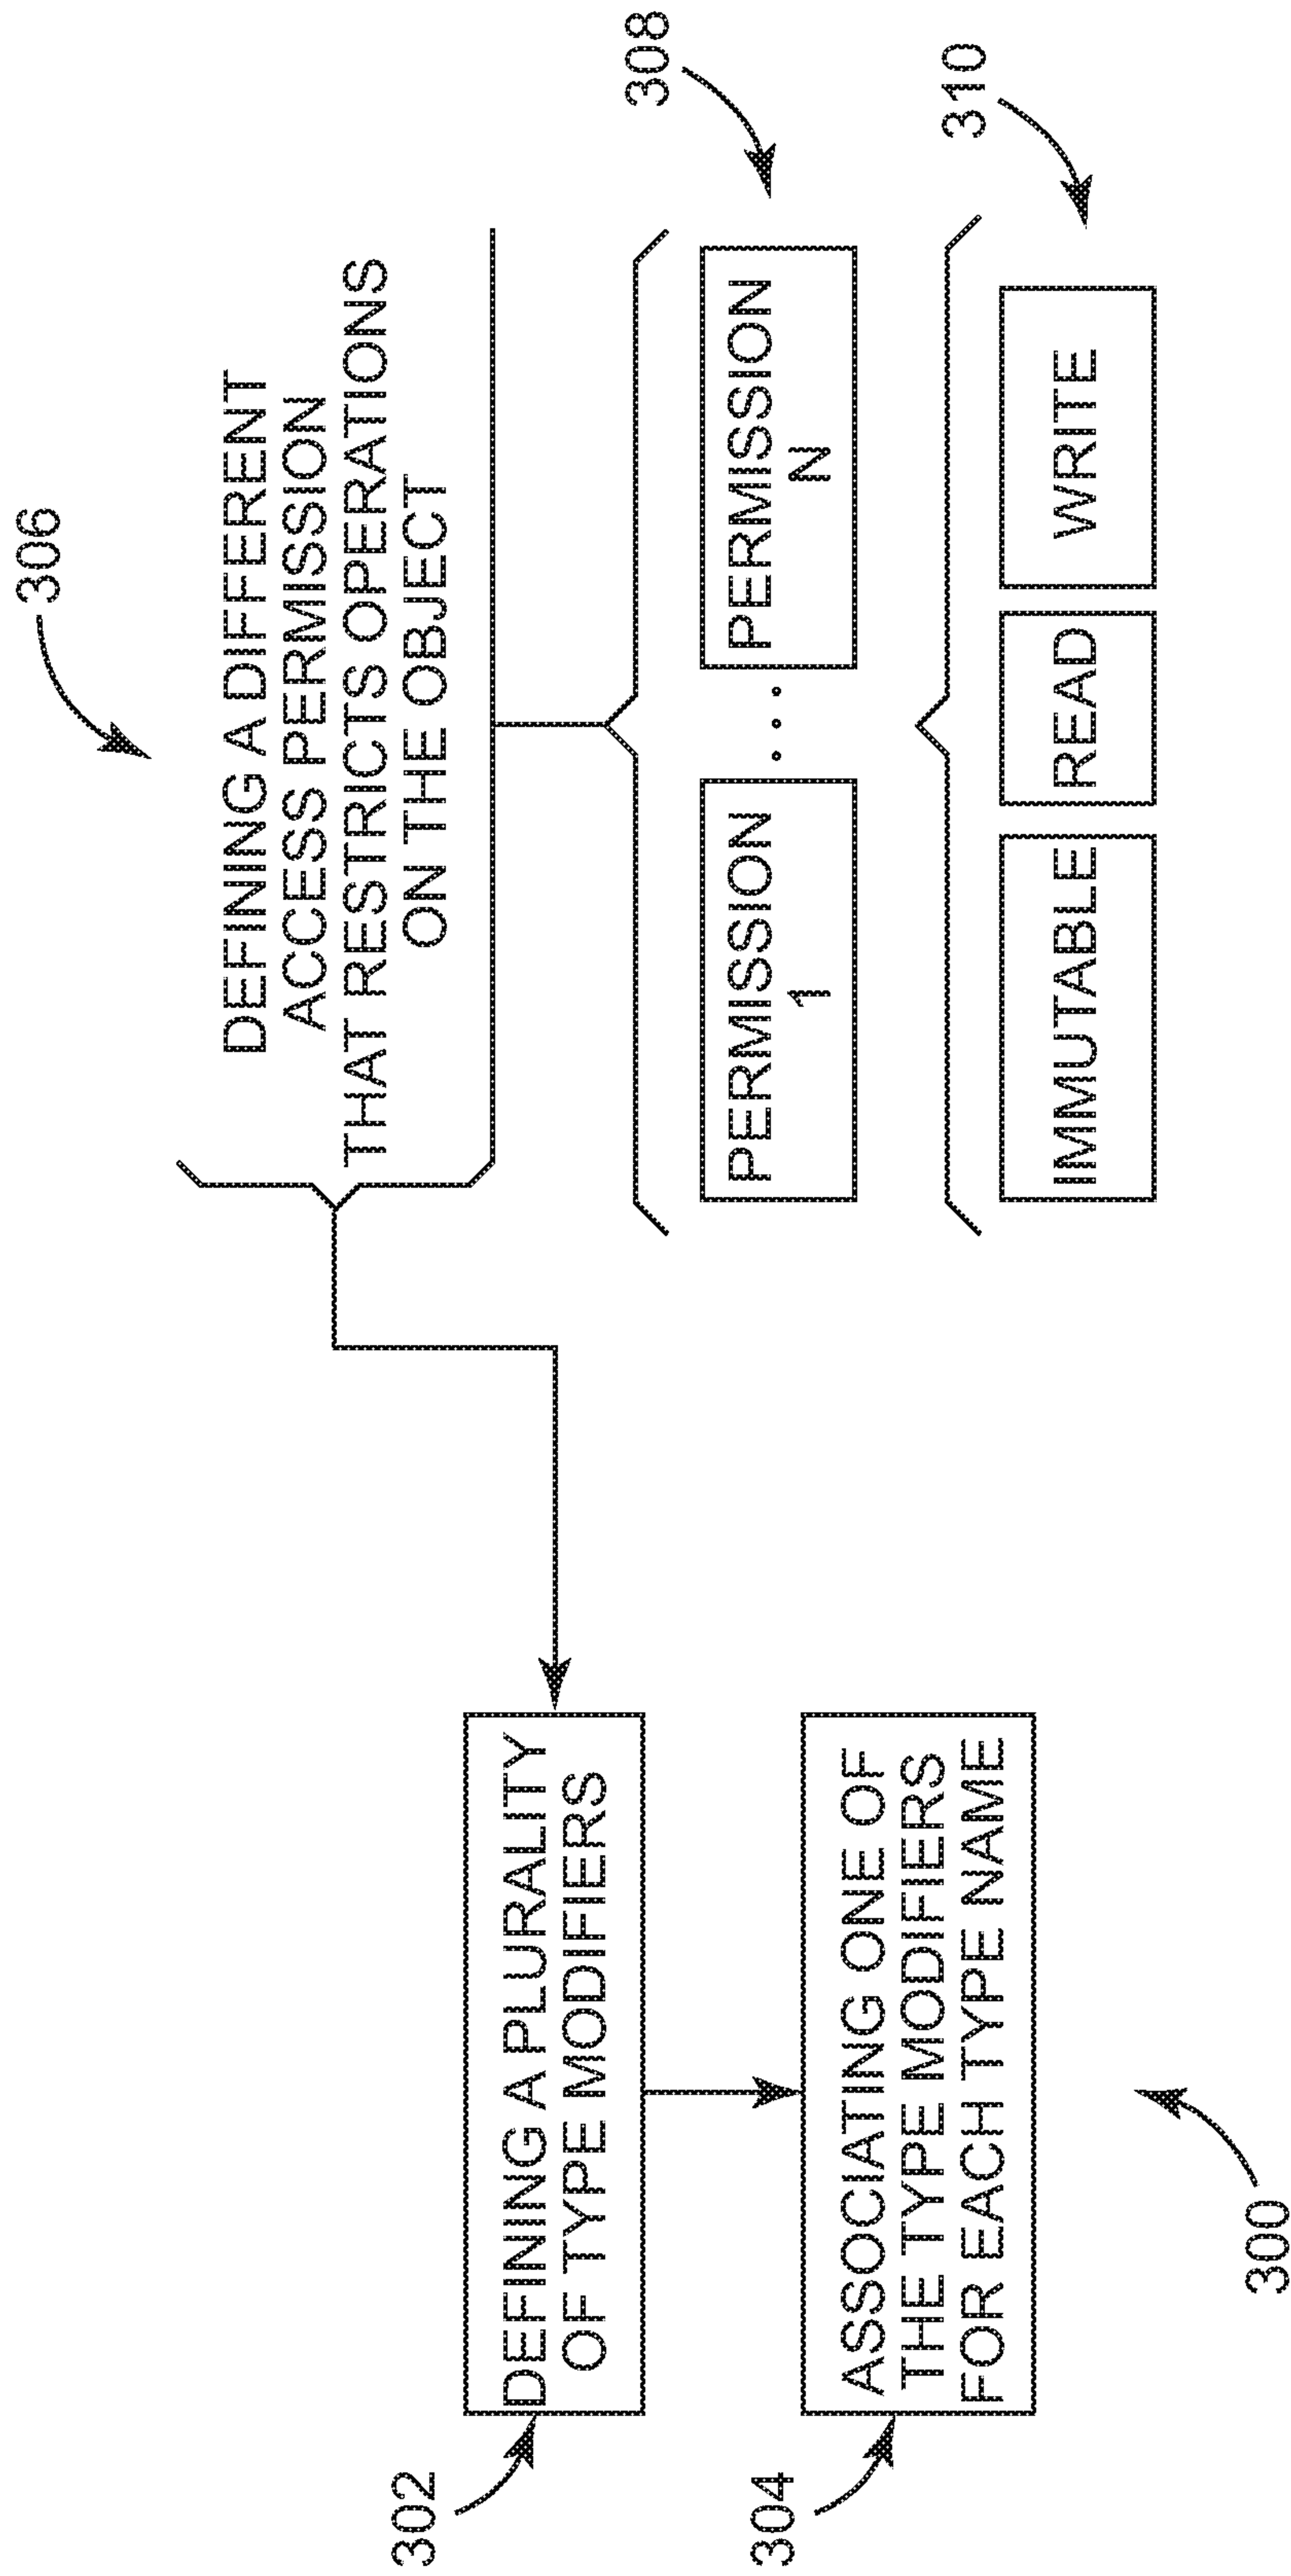 302
DEFINING A PLURALITY
OF TYPE MODIFIERS
304
ASSOCIATING ONE OF
THE TYPE MODIFIERS
FOR EACH TYPE NAME
300
306
DEFINING A DIFFERENT
ACCESS PERMISSION
THAT RESTRICTS OPERATIONS
ON THE OBJECT
308
PERMISSION
1
• • •
PERMISSION
N
310
IMMUTABLE
READ
WRITE